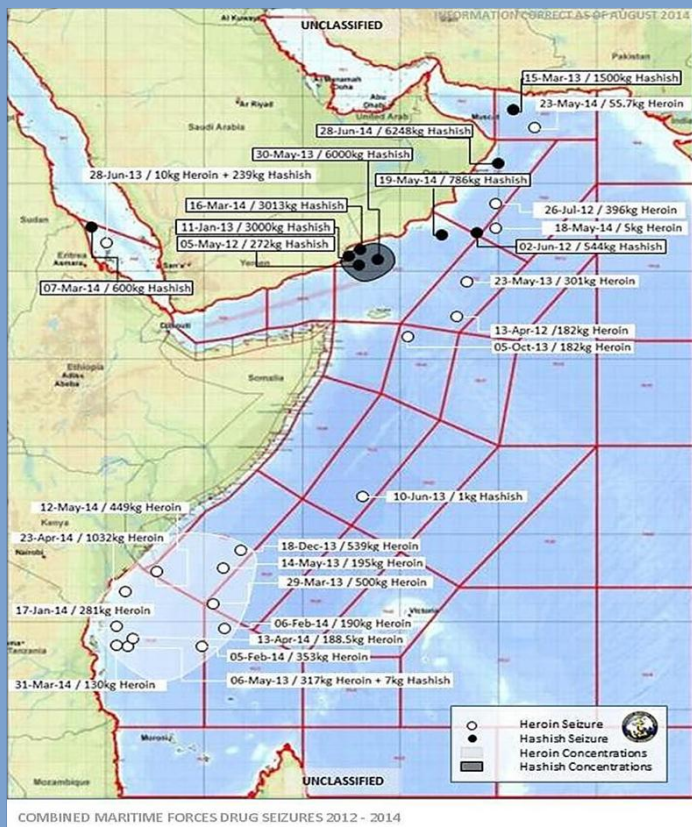 INFORMATION CORRECT AS OF AUGUST 2014
UNCLASSIFIED
Pakistan
15-Mar-13 / 1500kg Hashish
23-May-14 / 55.7kg Heroin
Ar Riyad
Abu
Muscat
Saudi Arabia
28-Jun-14 / 6248kg Hashish
30-May-13 / 6000kg Hashish
28-Jun-13 / 10kg Heroin + 239kg Hashish
19-May-14 / 786kg Hashish
16-Mar-14 / 3013kg Hashish
26-Jul-12 / 396kg Heroin
Sudan
11-Jan-13 / 3000kg Hashish
18-May-14 / 5kg Heroin
05-May-12 / 272kg Hashish
02-Jun-12 / 544kg Hashish
Eritrea
Asmara
Yemen
07-Mar-14 / 600kg Hashish
23-May-13 / 301kg Heroin
Djibouti
13-Apr-12 /182kg Heroin
05-Oct-13 / 182kg Heroin
Ethiopia
Addiss
Abeba
Somalia
12-May-14 / 449kg Heroin
10-Jun-13 / 1kg Hashish
Kenya
23-Apr-14 / 1032kg Heroin
Nairobi
18-Dec-13 / 539kg Heroin
14-May-13 / 195kg Heroin
29-Mar-13 / 500kg Heroin
17-Jan-14 / 281kg Heroin
Victoria
06-Feb-14 / 190kg Heroin
13-Apr-14 / 188.5kg Heroin
Tanzania
05-Feb-14 / 353kg Heroin
31-Mar-14 / 130kg Heroin
06-May-13 / 317kg Heroin + 7kg Hashish
Moroni
Heroin Seizure
Hashish Seizure
Heroin Concentrations
Hashish Concentrations
Mozambique
UNCLASSIFIED
COMBINED MARITIME FORCES DRUG SEIZURES 2012 - 2014